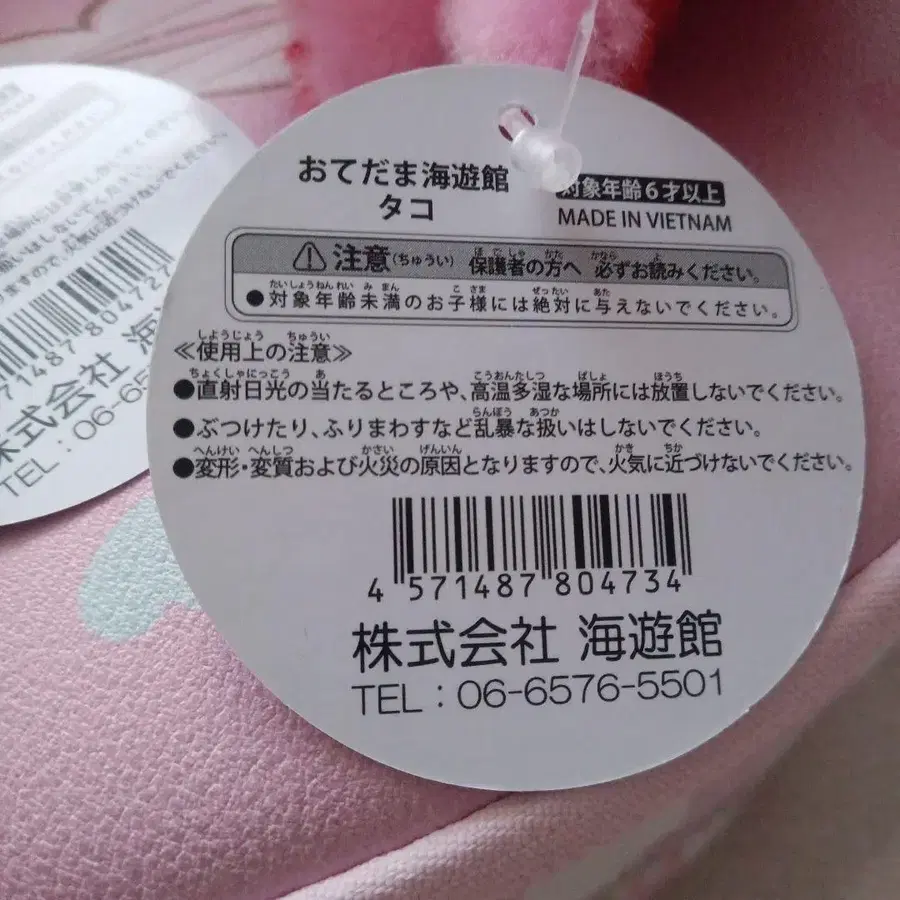 おてだま海遊館
タコ
対象年齢6才以上
MADE IN VIETNAM
注意(ちゅうい) 保護者の方へ 必ずお読みください。
●対象年齢未満のお子様には絶対に与えないでください。
≪使用上の注意≫
●直射日光の当たるところや、高温多湿な場所には放置しないでください。
●ぶつけたり、ふりまわすなど乱暴な扱いはしないでください。
●変形・変質および火災の原因となりますので、火気に近づけないでください。
4 571487 804734
株式会社 海遊館
TEL：06-6576-5501
株式会社 海
TEL：06-65